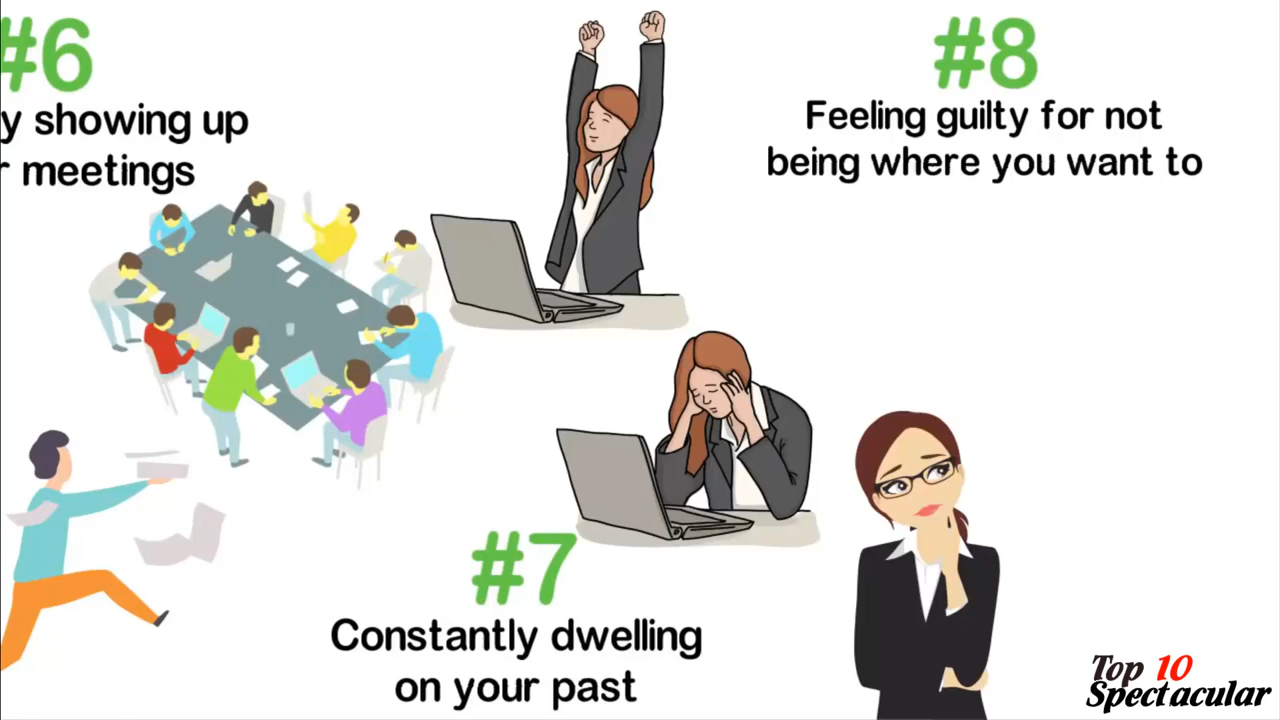 #6
y showing up
r meetings
#8
Feeling guilty for not
being where you want to
#7
Constantly dwelling
on your past
Top 10
Spectacular